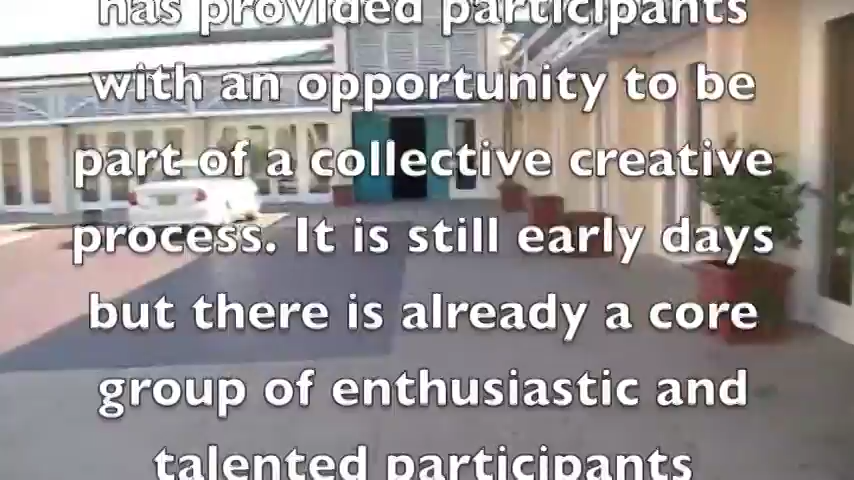 has provided participants
with an opportunity to be
part of a collective creative
process. It is still early days
but there is already a core
group of enthusiastic and
talented participants